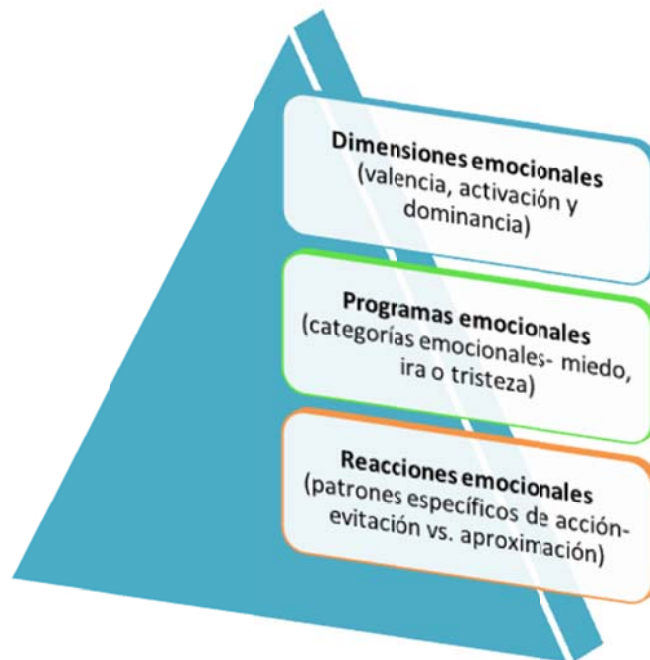 Dimensiones emocionales
(valencia, activación y
dominancia)
Programas emocionales
(categorías emocionales- miedo,
ira o tristeza)
Reacciones emocionales
(patrones específicos de acción-
evitación vs. aproximación)